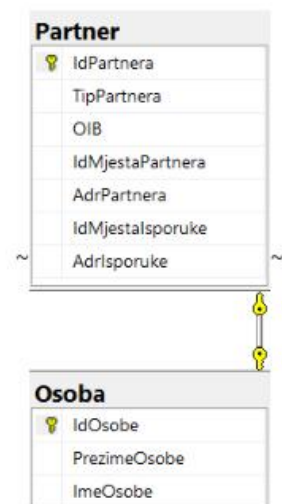 Partner
IdPartnera
TipPartnera
OIB
IdMjestaPartnera
AdrPartnera
IdMjestaIsporuke
AdrIsporuke
~ ~
Osoba
IdOsobe
PrezimeOsobe
ImeOsobe